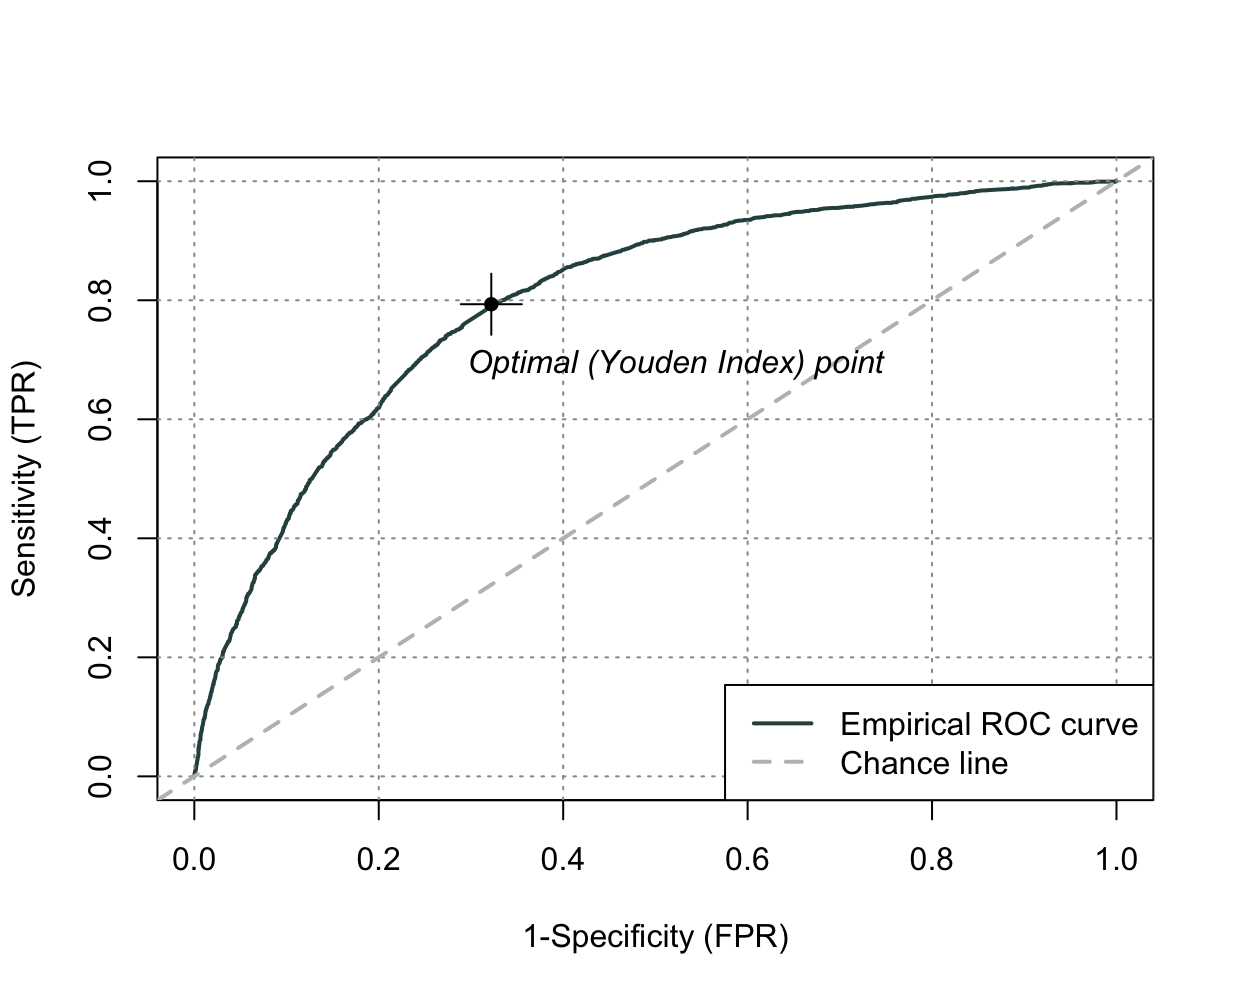 1.0
0.8
0.6
0.4
0.2
0.0
Sensitivity (TPR)
Optimal (Youden Index) point
Empirical ROC curve
Chance line
0.0 0.2 0.4 0.6 0.8 1.0
1-Specificity (FPR)